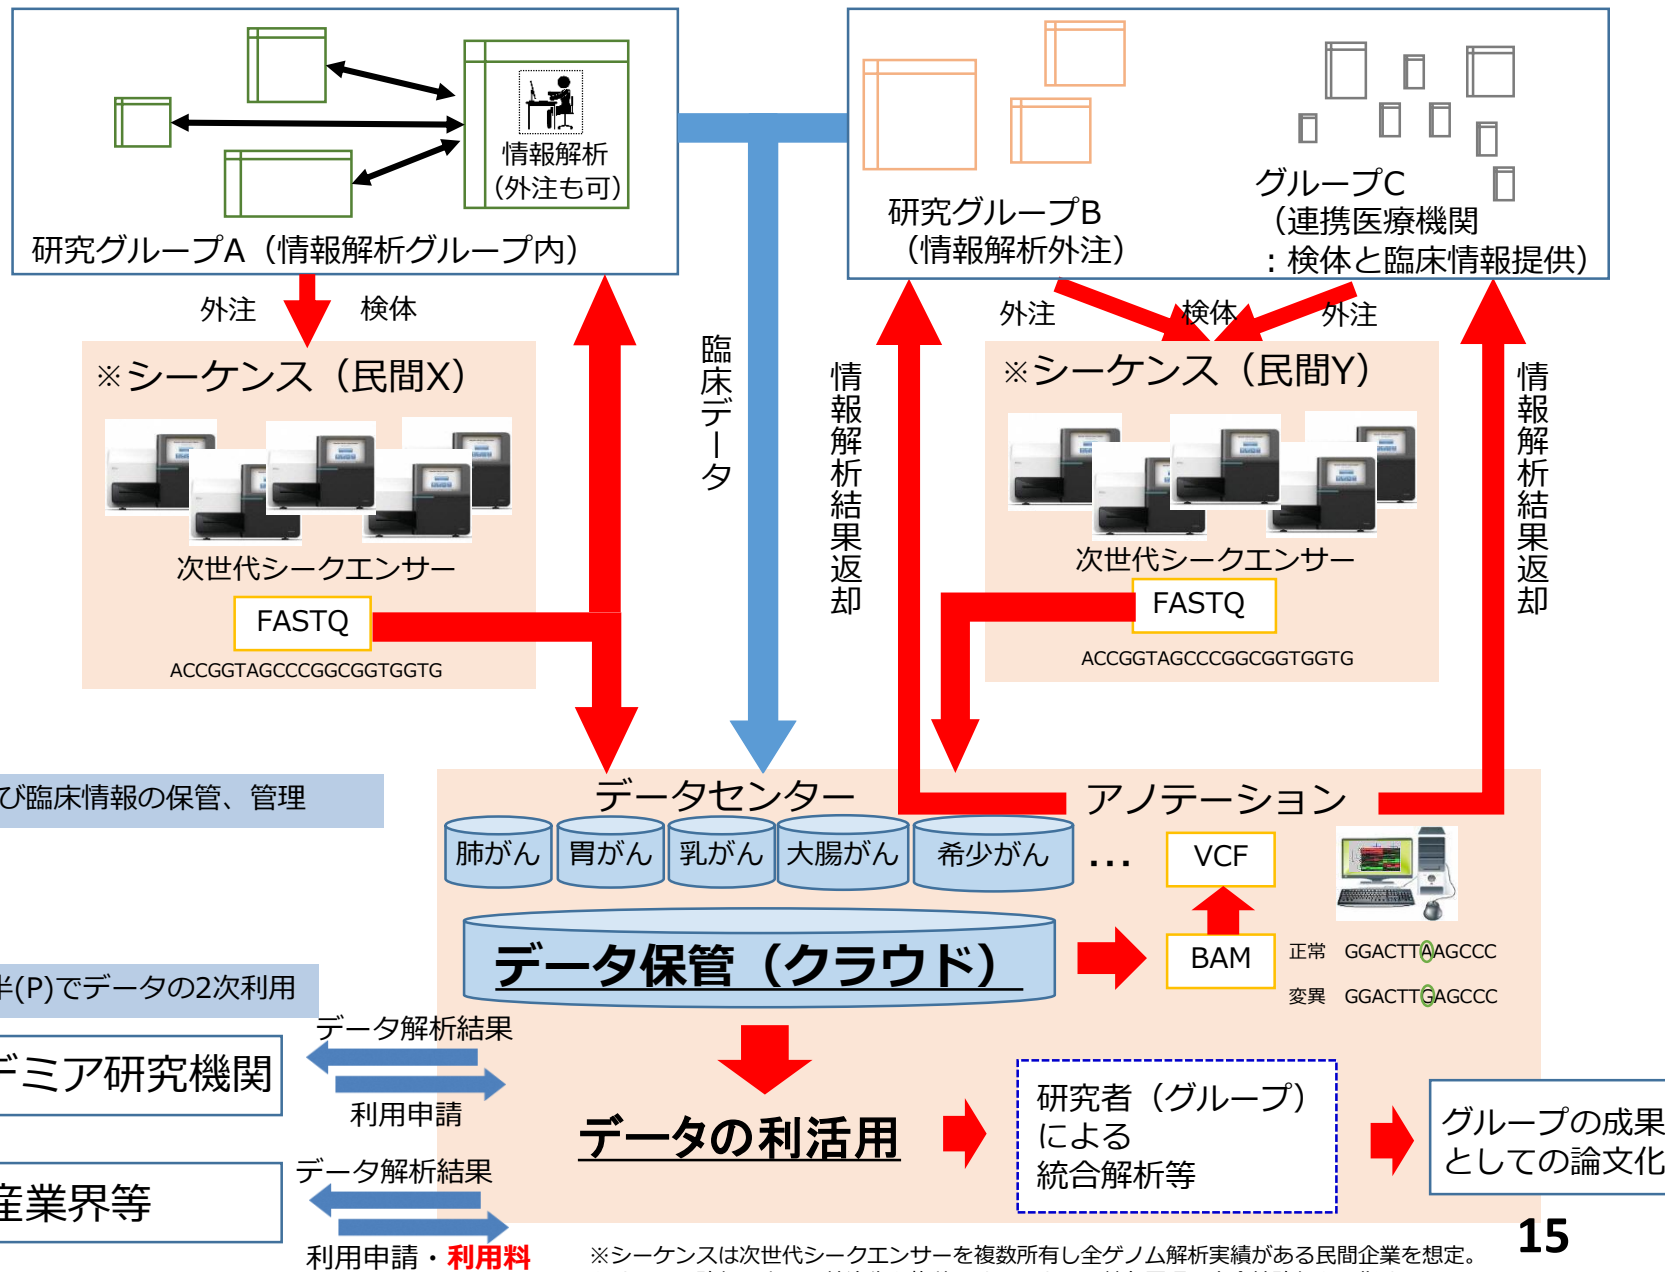 情報解析
（外注も可）
研究グループA（情報解析グループ内）
研究グループB
（情報解析外注）
グループC
（連携医療機関
：検体と臨床情報提供）
外注
検体
外注
検体
外注
※シーケンス（民間X）
次世代シークエンサー
FASTQ
ACCGGTAGCCCGGCGGTGGTG
臨床データ
情報解析結果返却
※シーケンス（民間Y）
次世代シークエンサー
FASTQ
ACCGGTAGCCCGGCGGTGGTG
情報解析結果返却
び臨床情報の保管、管理
データセンター
アノテーション
肺がん
胃がん
乳がん
大腸がん
希少がん
…
VCF
データ保管（クラウド）
BAM
正常 GGACTTAAGCCC
変異 GGACTTGAGCCC
半(P)でデータの2次利用
データ解析結果
デミア研究機関
利用申請
データの利活用
研究者（グループ）
による
統合解析等
グループの成果
としての論文化
データ解析結果
産業界等
利用申請・利用料
15
※シーケンスは次世代シークエンサーを複数所有し全ゲノム解析実績がある民間企業を想定。